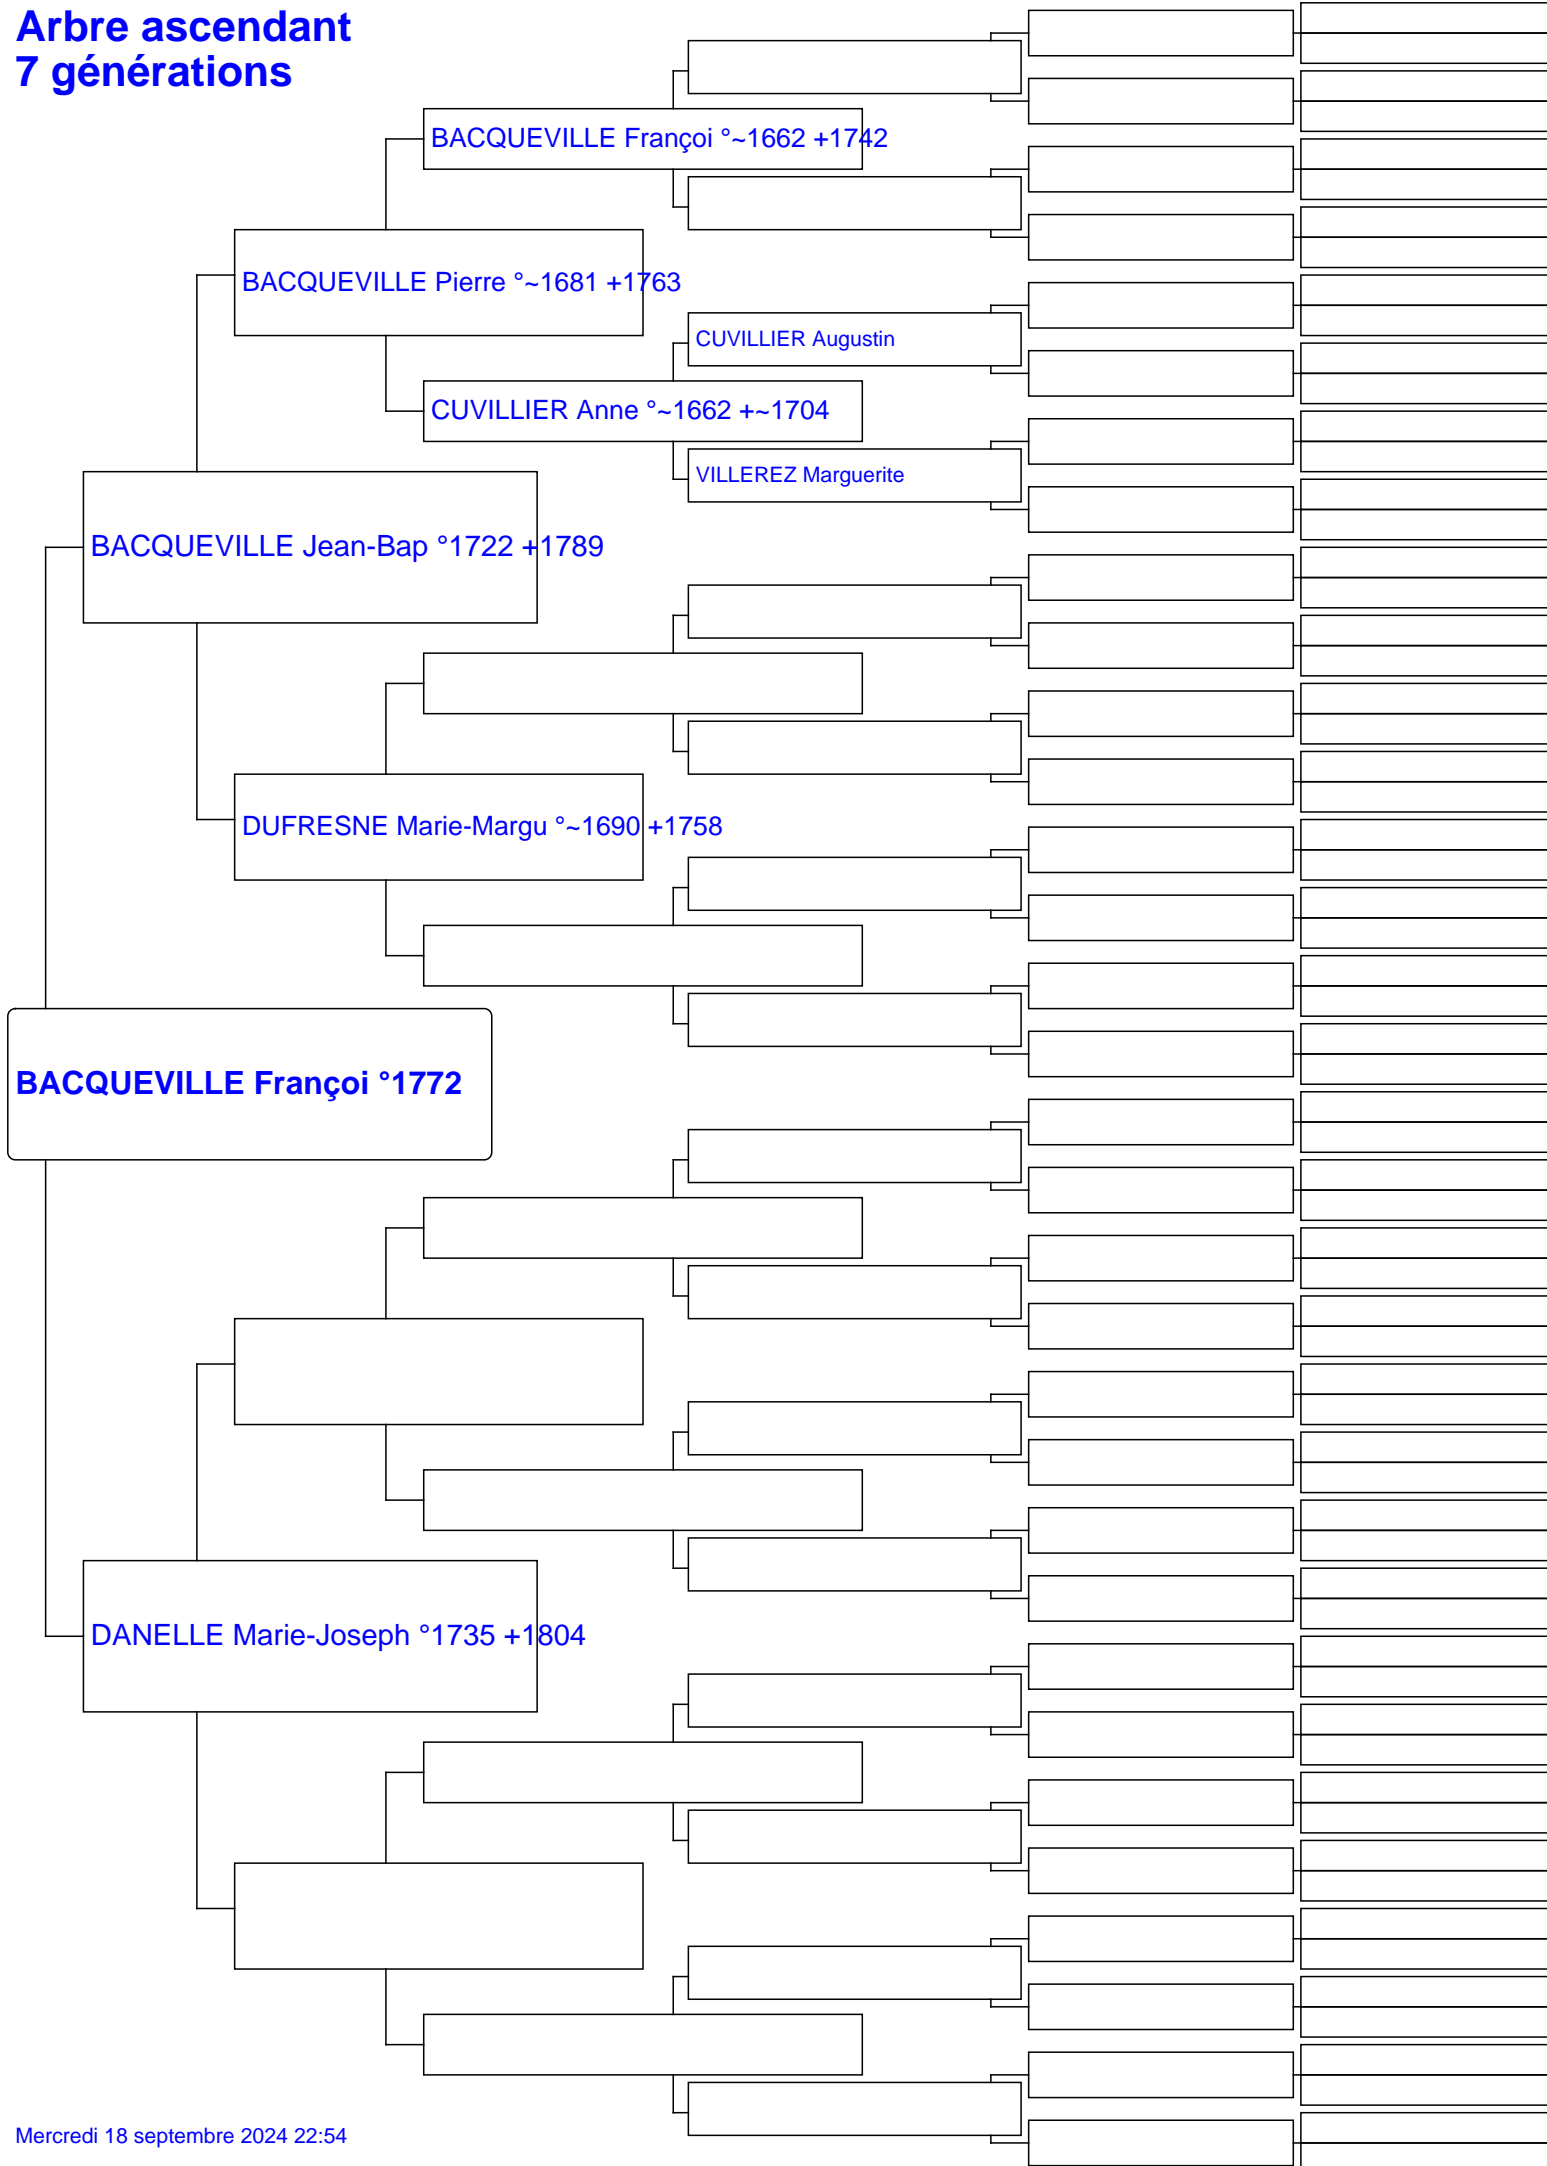 Arbre ascendant
7 générations
BACQUEVILLE Françoi °~1662 +1742
BACQUEVILLE Pierre °~1681 +1763
CUVILLIER Augustin
CUVILLIER Anne °~1662 +~1704
VILLEREZ Marguerite
BACQUEVILLE Jean-Bap °1722 +1789
DUFRESNE Marie-Margu °~1690 +1758
BACQUEVILLE Françoi °1772
DANELLE Marie-Joseph °1735 +1804
Mercredi 18 septembre 2024 22:54